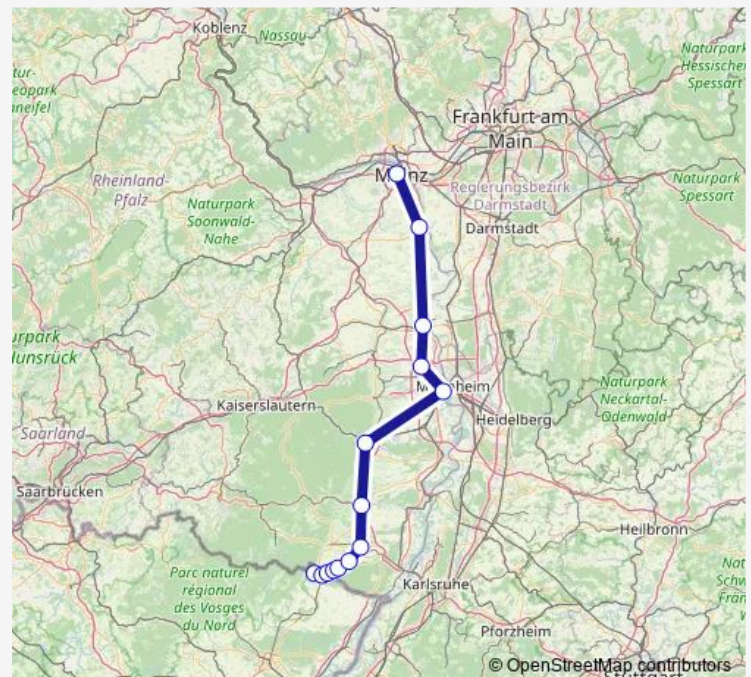 Koblenz
Nassau
Naturpark
Hessischer
Spessart
Frankfurt am
Main
Rheinland-
Pfalz
Regierungsbezirk
Darmstadt
Naturpark
Spessart
Naturpark
Soonwald-
Nahe
Darmstadt
Kaiserslautern
Heidelberg
Naturpark
Neckartal-
Odenwald
Saarland
Saarbrücken
Heilbronn
Parc naturel
régional
des Vosges
du Nord
Karlsruhe
Pforzheim
© OpenStreetMap contributors